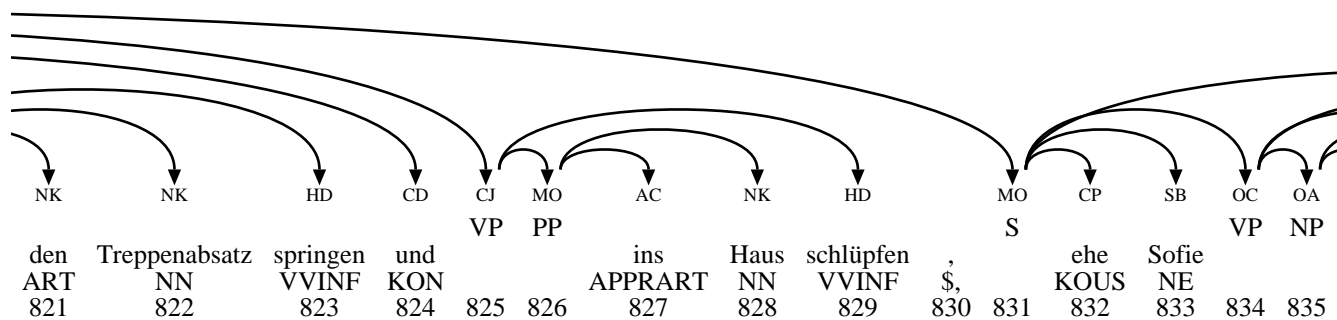 NK NK HD CD CJ MO AC NK HD MO CP SB OC OA
VP PP S VP NP
den Treppenabsatz springen und ins Haus schlüpfen , ehe Sofie
ART NN VVINF KON APPRART NN VVINF $, KOUS NE
821 822 823 824 825 826 827 828 829 830 831 832 833 834 835